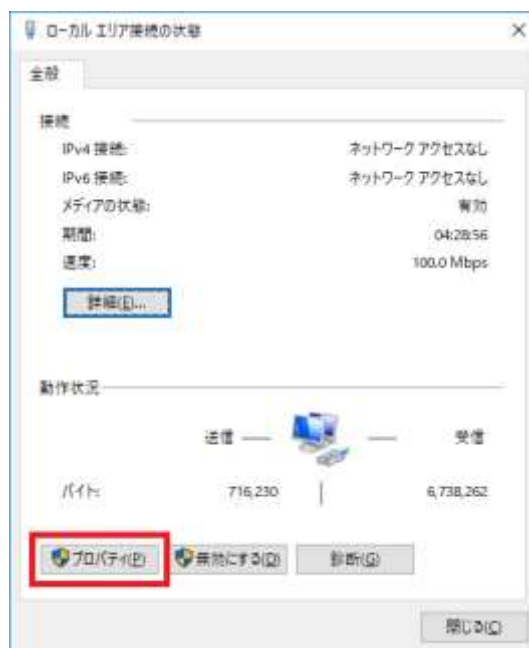 ローカル エリア接続の状態
全般
接続
IPv4 接続: ネットワーク アクセスなし
IPv6 接続: ネットワーク アクセスなし
メディアの状態: 有効
期間: 04:28:56
速度: 100.0 Mbps
詳細(E)...
動作状況
送信 — — 受信
バイト: 716,230 | 6,738,262
プロパティ(P) 無効にする(D) 診断(G)
閉じる(C)